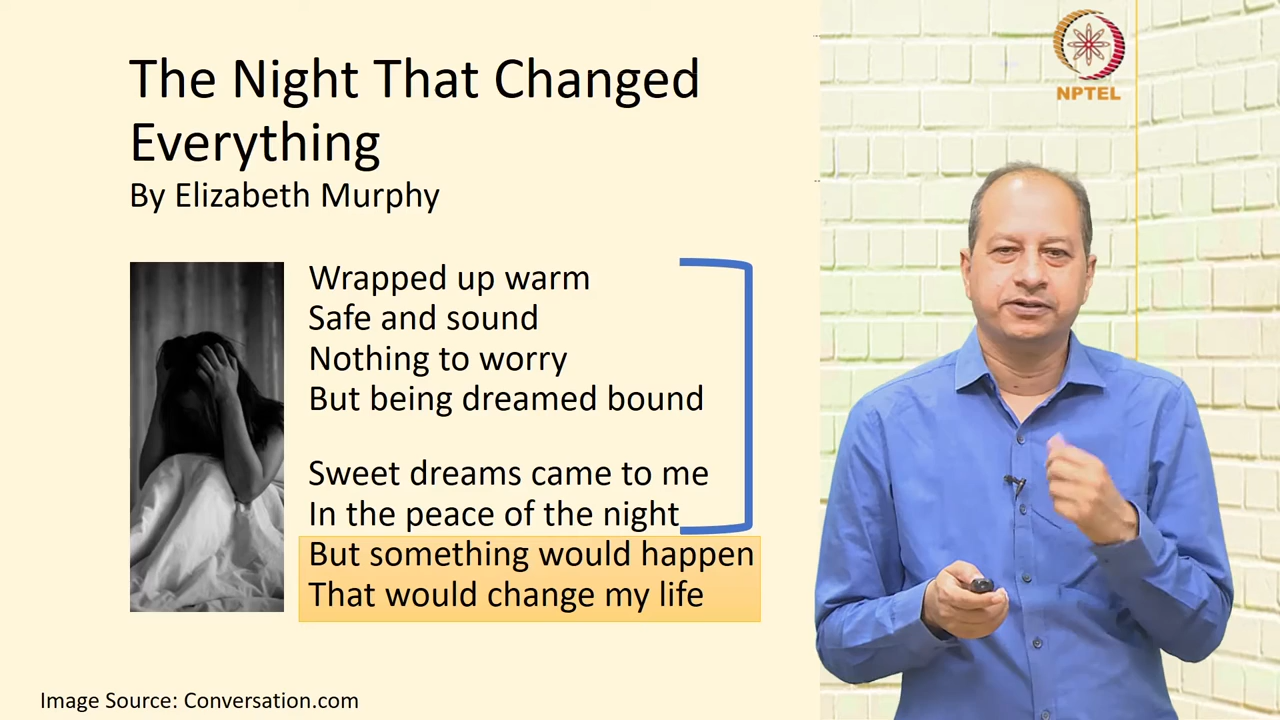 The Night That Changed
Everything
By Elizabeth Murphy
Wrapped up warm
Safe and sound
Nothing to worry
But being dreamed bound
Sweet dreams came to me
In the peace of the night
But something would happen
That would change my life
Image Source: Conversation.com
NPTEL